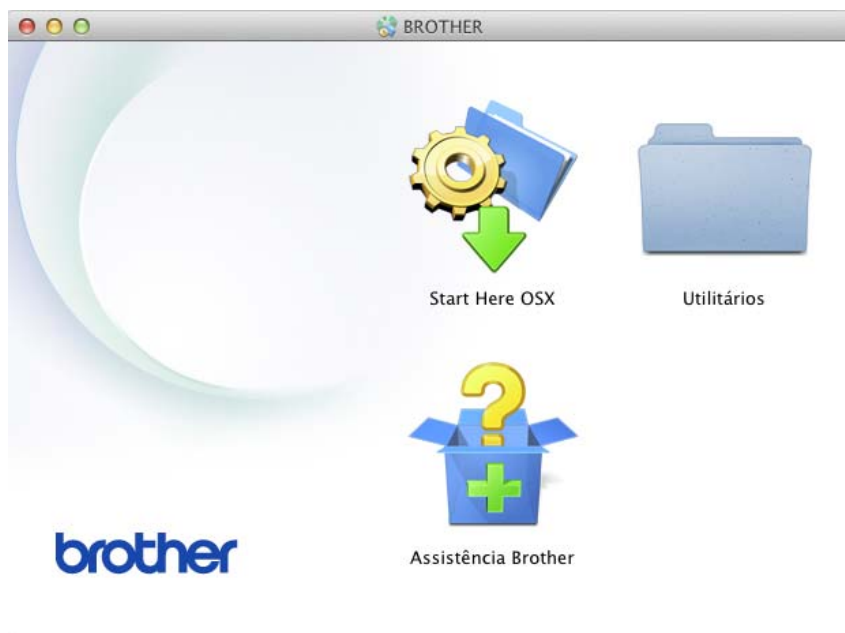 BROTHER
Start Here OSX
Utilitários
Assistência Brother
brother